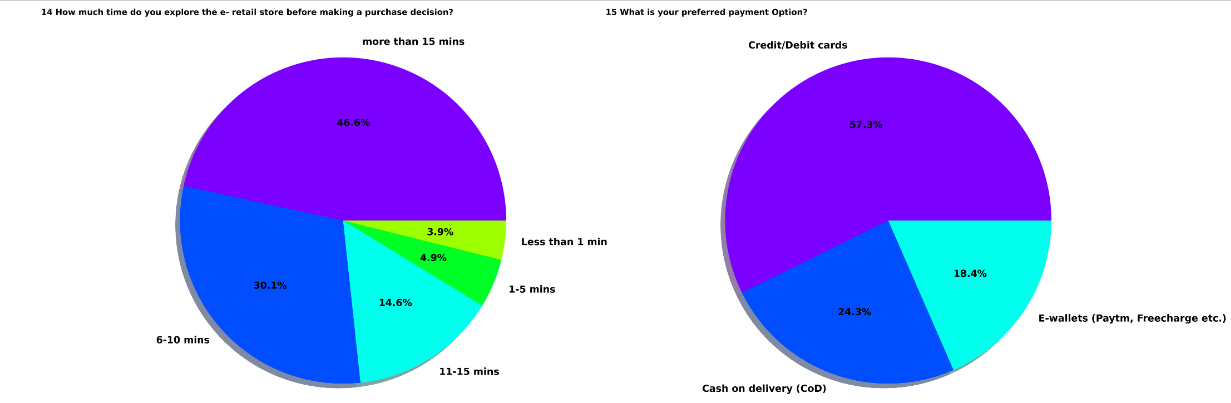 14 How much time do you explore the e- retail store before making a purchase decision?
more than 15 mins
46.6%
3.9%
Less than 1 min
4.9%
1-5 mins
30.1%
14.6%
6-10 mins
11-15 mins
15 What is your preferred payment Option?
Credit/Debit cards
57.3%
18.4%
24.3%
E-wallets (Paytm, Freecharge etc.)
Cash on delivery (CoD)